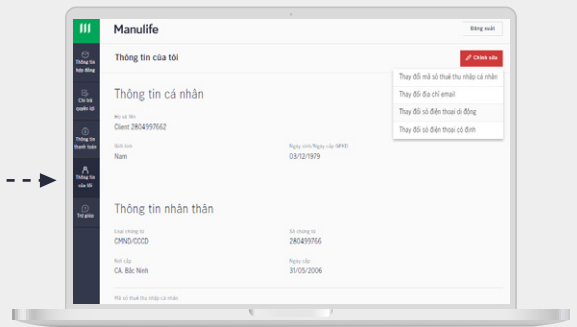 Manulife
Đăng xuất
Thông tin của tôi
Chỉnh sửa
Thông tin
hợp đồng
Chi trả
quyền lợi
Thông tin
thanh toán
Thông tin
của tôi
Trợ giúp
Thay đổi mã số thuế thu nhập cá nhân
Thay đổi địa chỉ email
Thay đổi số điện thoại di động
Thay đổi số điện thoại cố định
Thông tin cá nhân
Họ và Tên
Client 2804997662
Giới tính
Nam
Ngày sinh/Ngày cấp GPKD
03/12/1979
Thông tin nhân thân
Loại chứng từ
CMND/CCCD
Số chứng từ
280499766
Nơi cấp
CA. Bắc Ninh
Ngày cấp
31/05/2006
Mã số thuế thu nhập cá nhân